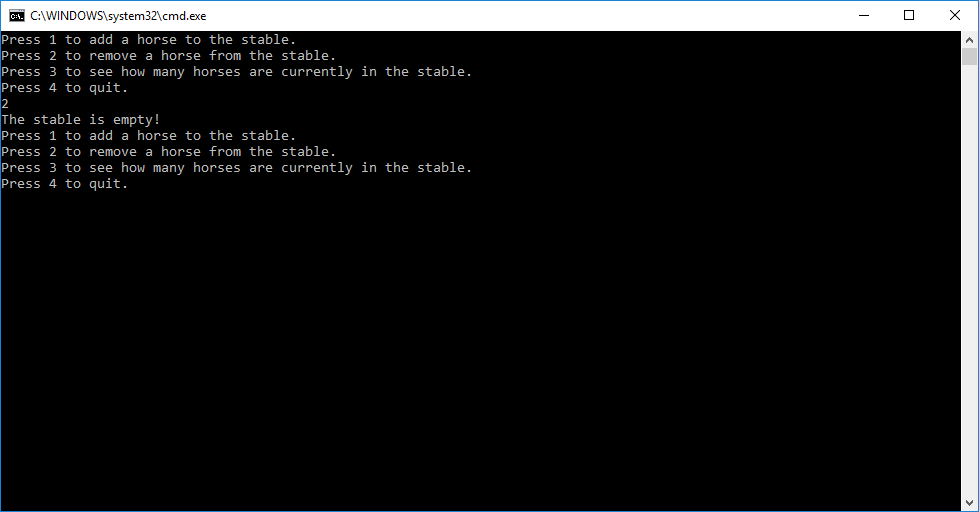 C:\WINDOWS\system32\cmd.exe
Press 1 to add a horse to the stable.
Press 2 to remove a horse from the stable.
Press 3 to see how many horses are currently in the stable.
Press 4 to quit.
2
The stable is empty!
Press 1 to add a horse to the stable.
Press 2 to remove a horse from the stable.
Press 3 to see how many horses are currently in the stable.
Press 4 to quit.